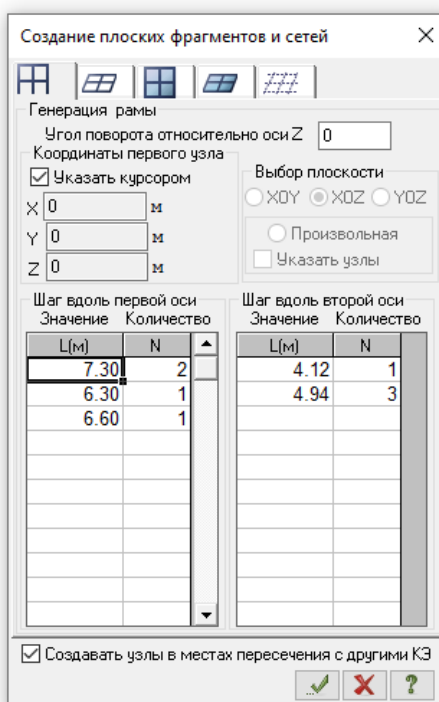 Создание плоских фрагментов и сетей
Генерация рамы
Угол поворота относительно оси Z 0
Координаты первого узла
Указать курсором
X 0 м
Y 0 м
Z 0 м
Выбор плоскости
XOY XOZ YOZ
Произвольная
Указать узлы
Шаг вдоль первой оси
Значение Количество
L(м) N
7.30 2
6.30 1
6.60 1
Шаг вдоль второй оси
Значение Количество
L(м) N
4.12 1
4.94 3
Создавать узлы в местах пересечения с другими КЭ
?